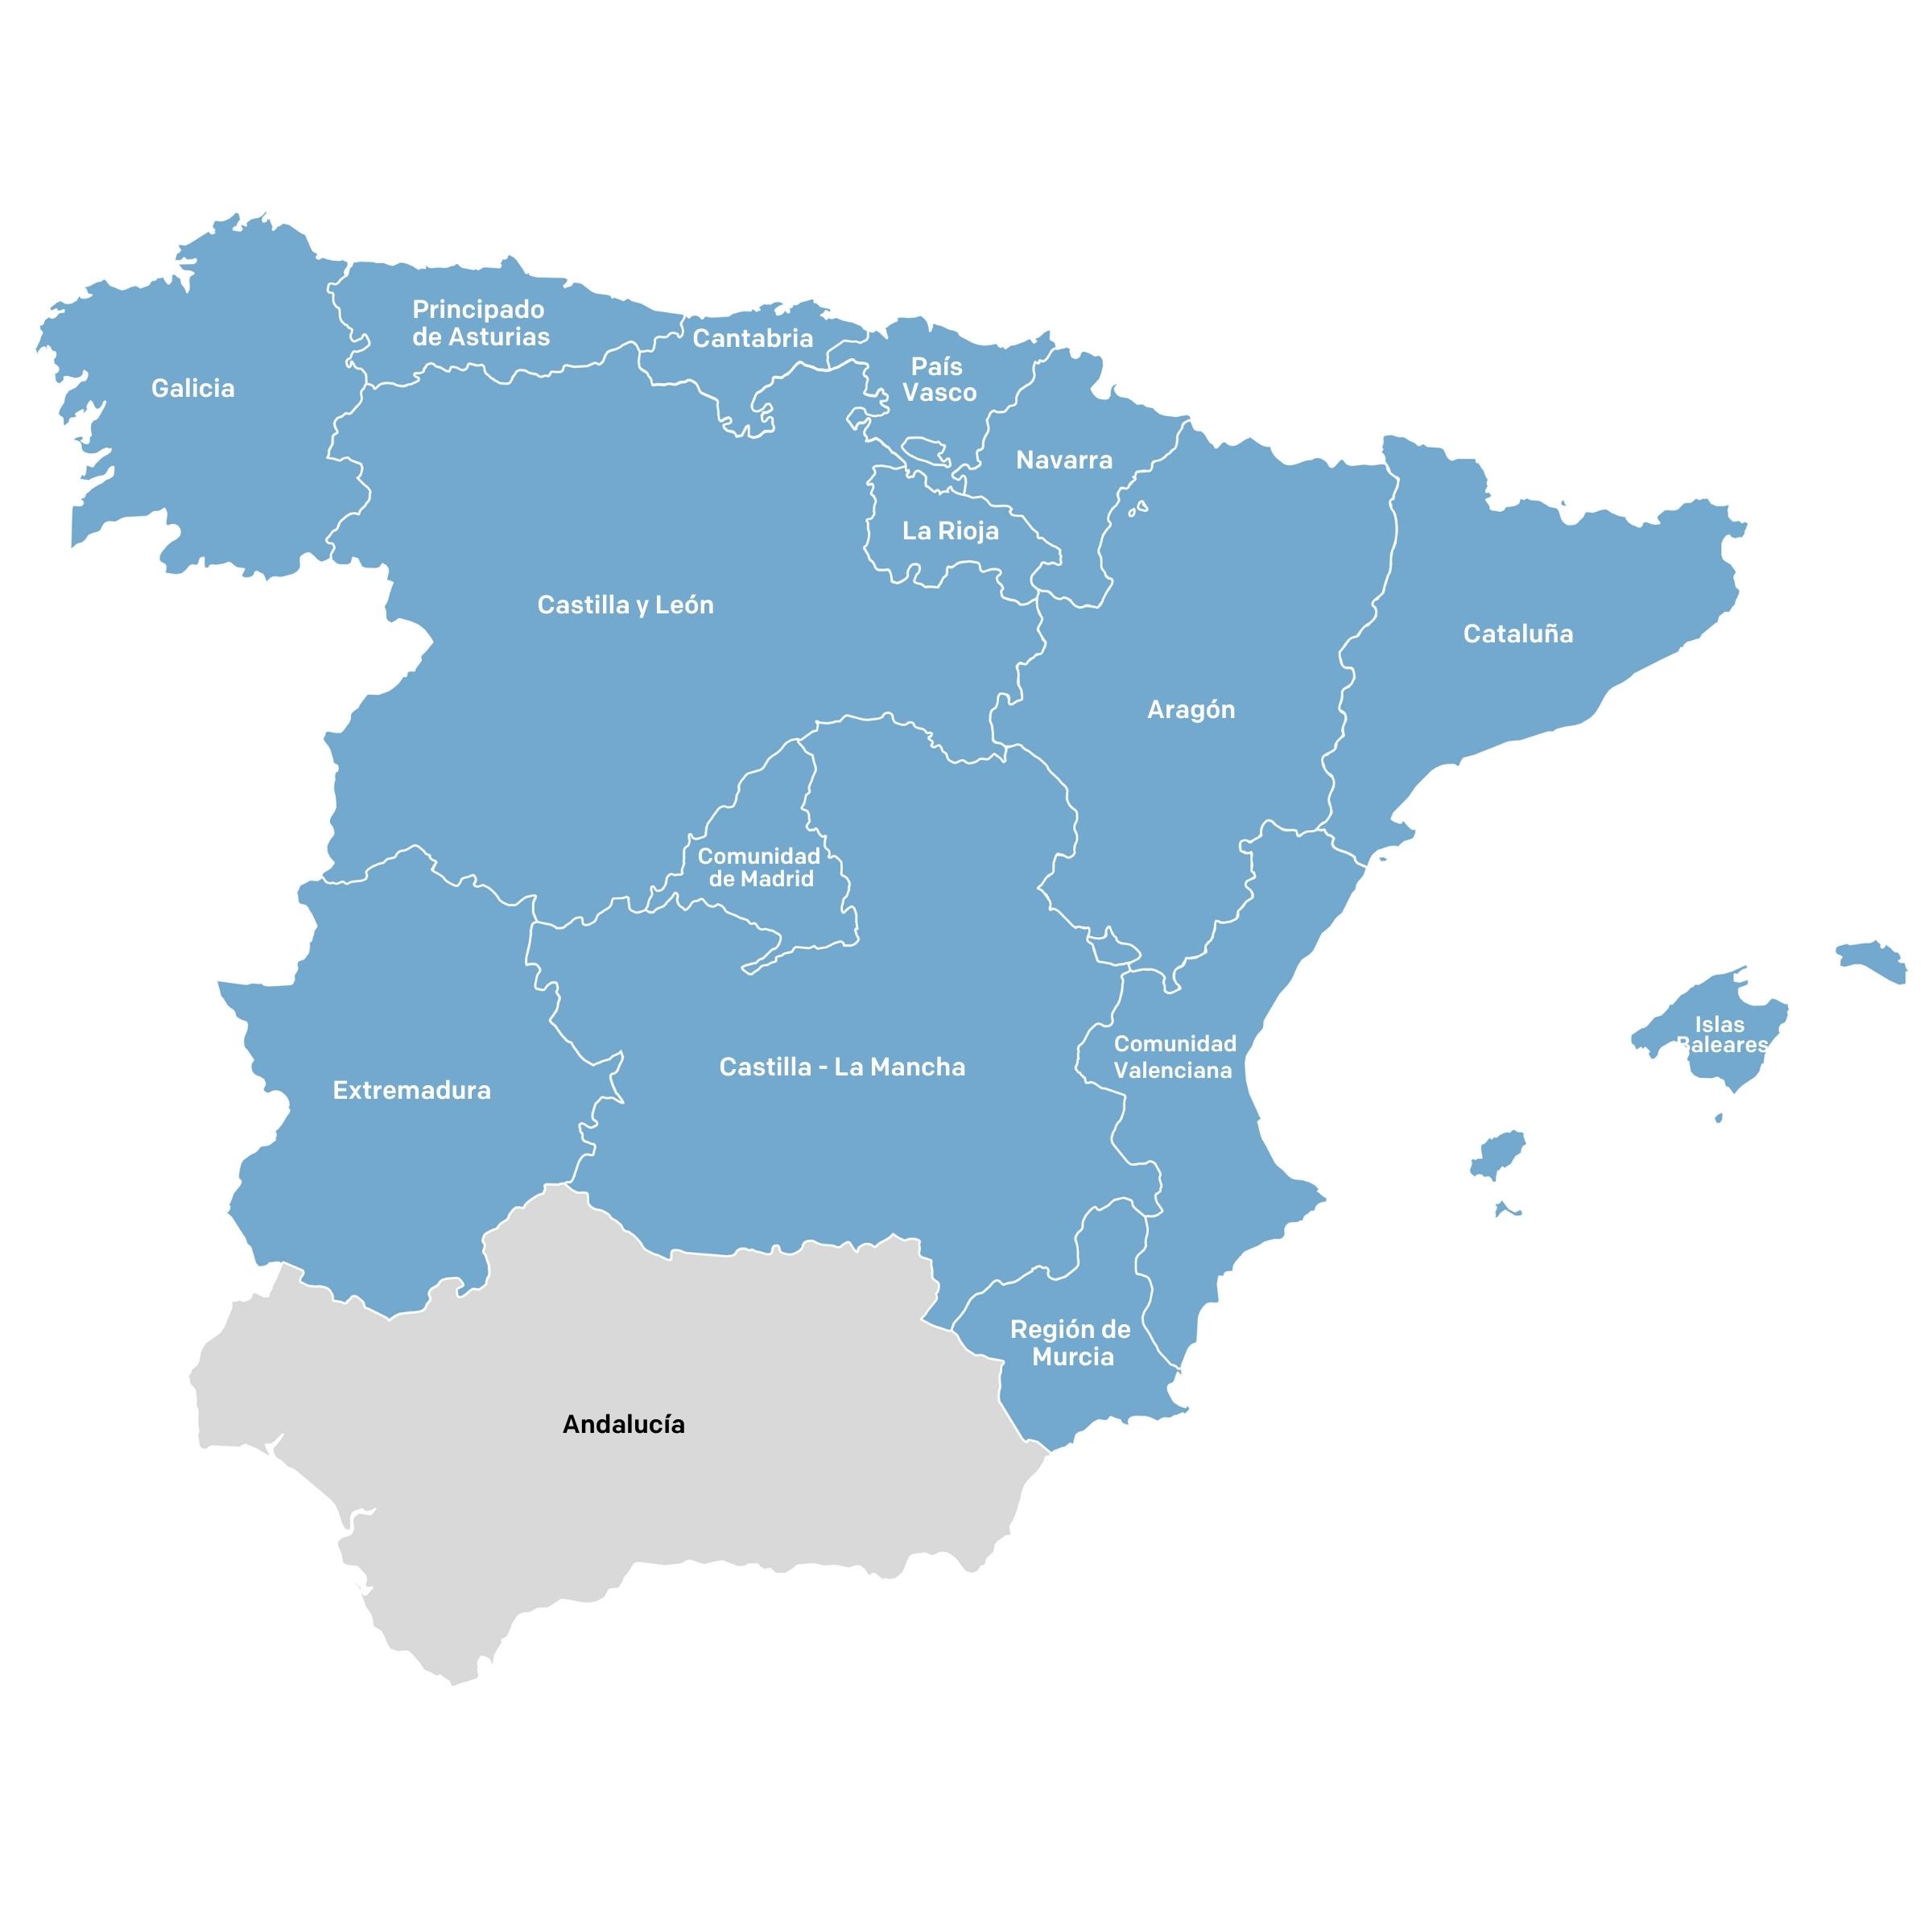 Principado
de Asturias
Cantabria
País
Vasco
Galicia
Navarra
La Rioja
Castilla y León
Cataluña
Aragón
Comunidad
de Madrid
Islas
Baleares
Comunidad
Valenciana
Castilla - La Mancha
Extremadura
Región de
Murcia
Andalucía